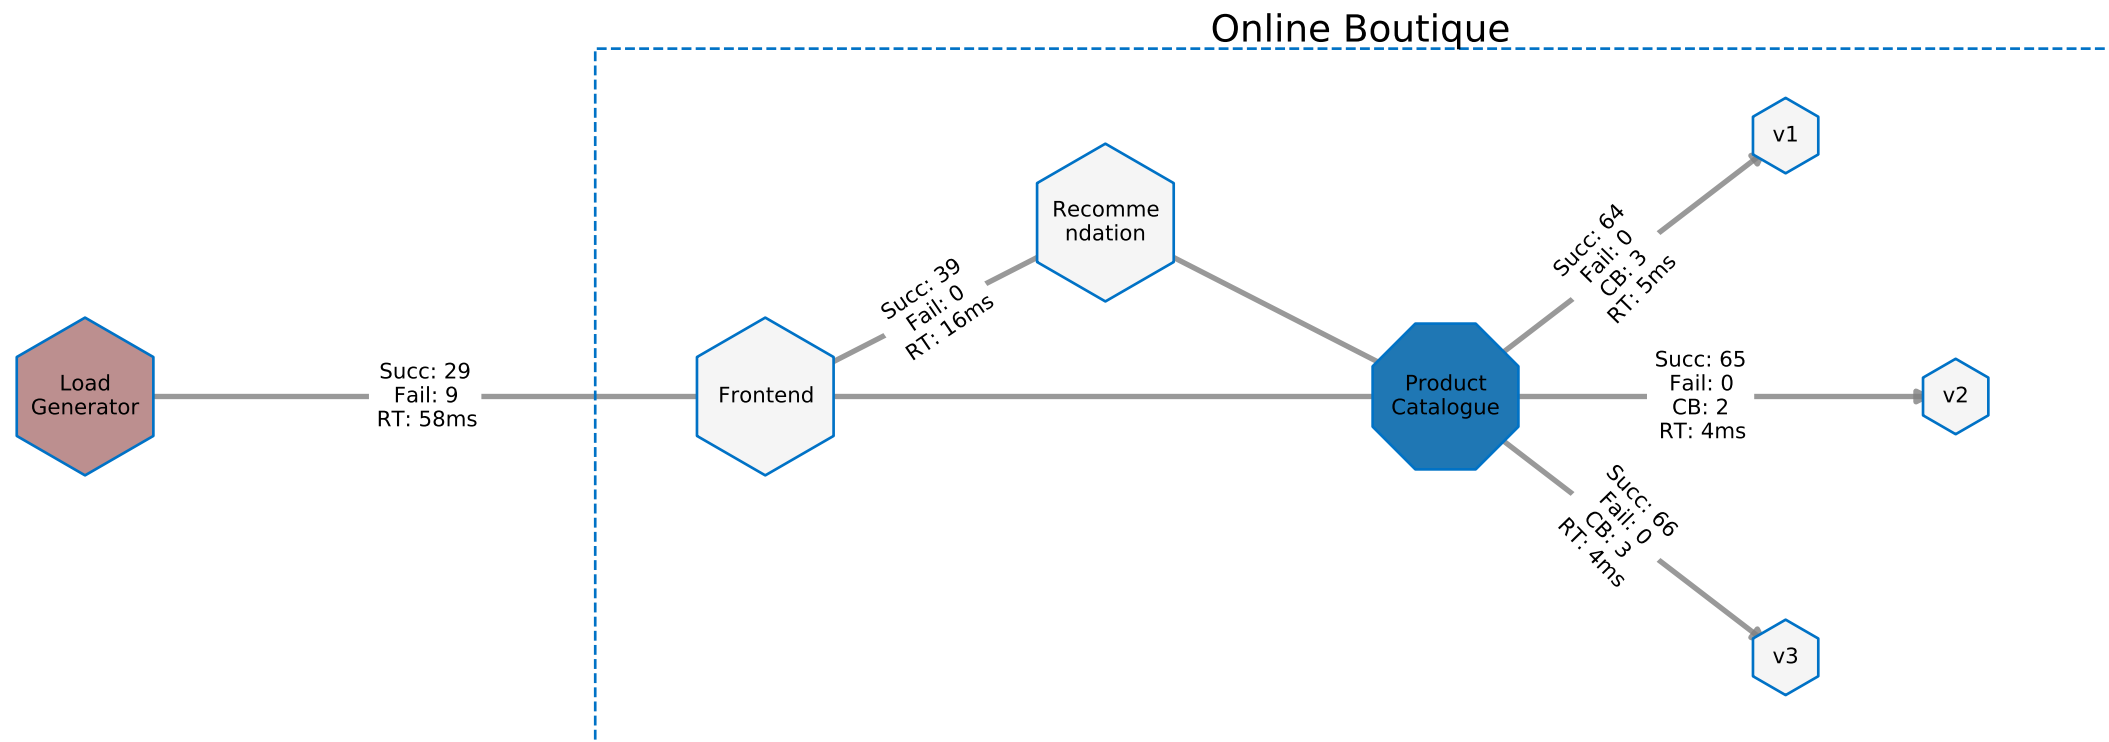 Online Boutique
Load
Generator
Succ: 29
Fail: 9
RT: 58ms
Frontend
Succ: 39
Fail: 0
RT: 16ms
Recomme
ndation
Product
Catalogue
Succ: 64
Fail: 0
CB: 3
RT: 5ms
v1
Succ: 65
Fail: 0
CB: 2
RT: 4ms
v2
Succ: 66
Fail: 0
CB: 3
RT: 4ms
v3